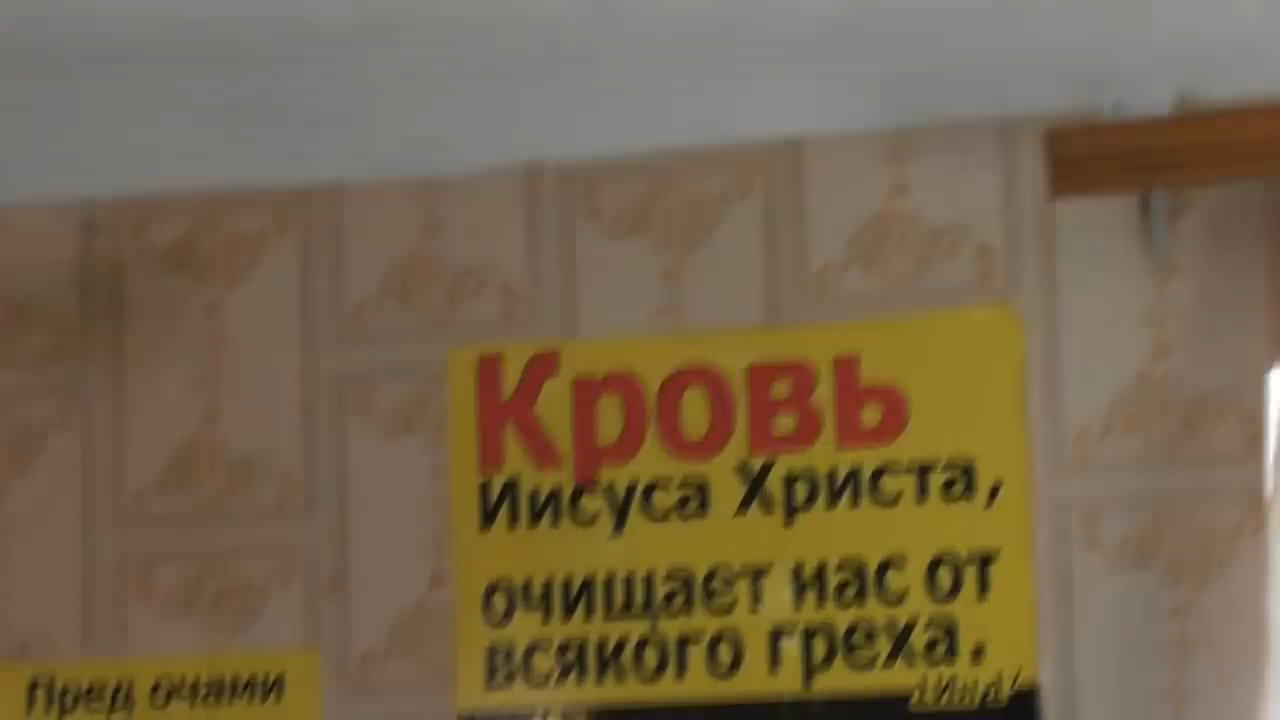 Кровь
Иисуса Христа,
очищает нас от
всякого греха.
Пред очами